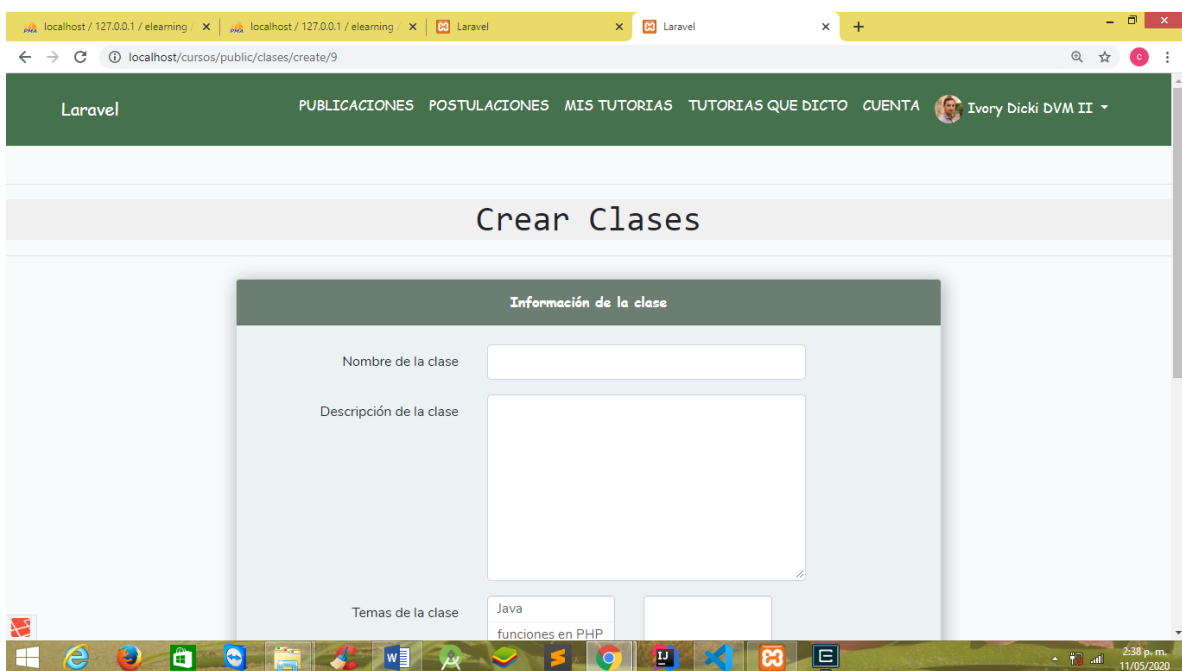 localhost / 127.0.0.1 / elearning /
localhost / 127.0.0.1 / elearning /
Laravel
Laravel
localhost/cursos/public/clases/create/9
c
Laravel
PUBLICACIONES POSTULACIONES MIS TUTORIAS TUTORIAS QUE DICTO CUENTA Ivory Dicki DVM II
Crear Clases
Información de la clase
Nombre de la clase
Descripción de la clase
Temas de la clase
Java
funciones en PHP
2:38 p. m.
11/05/2020